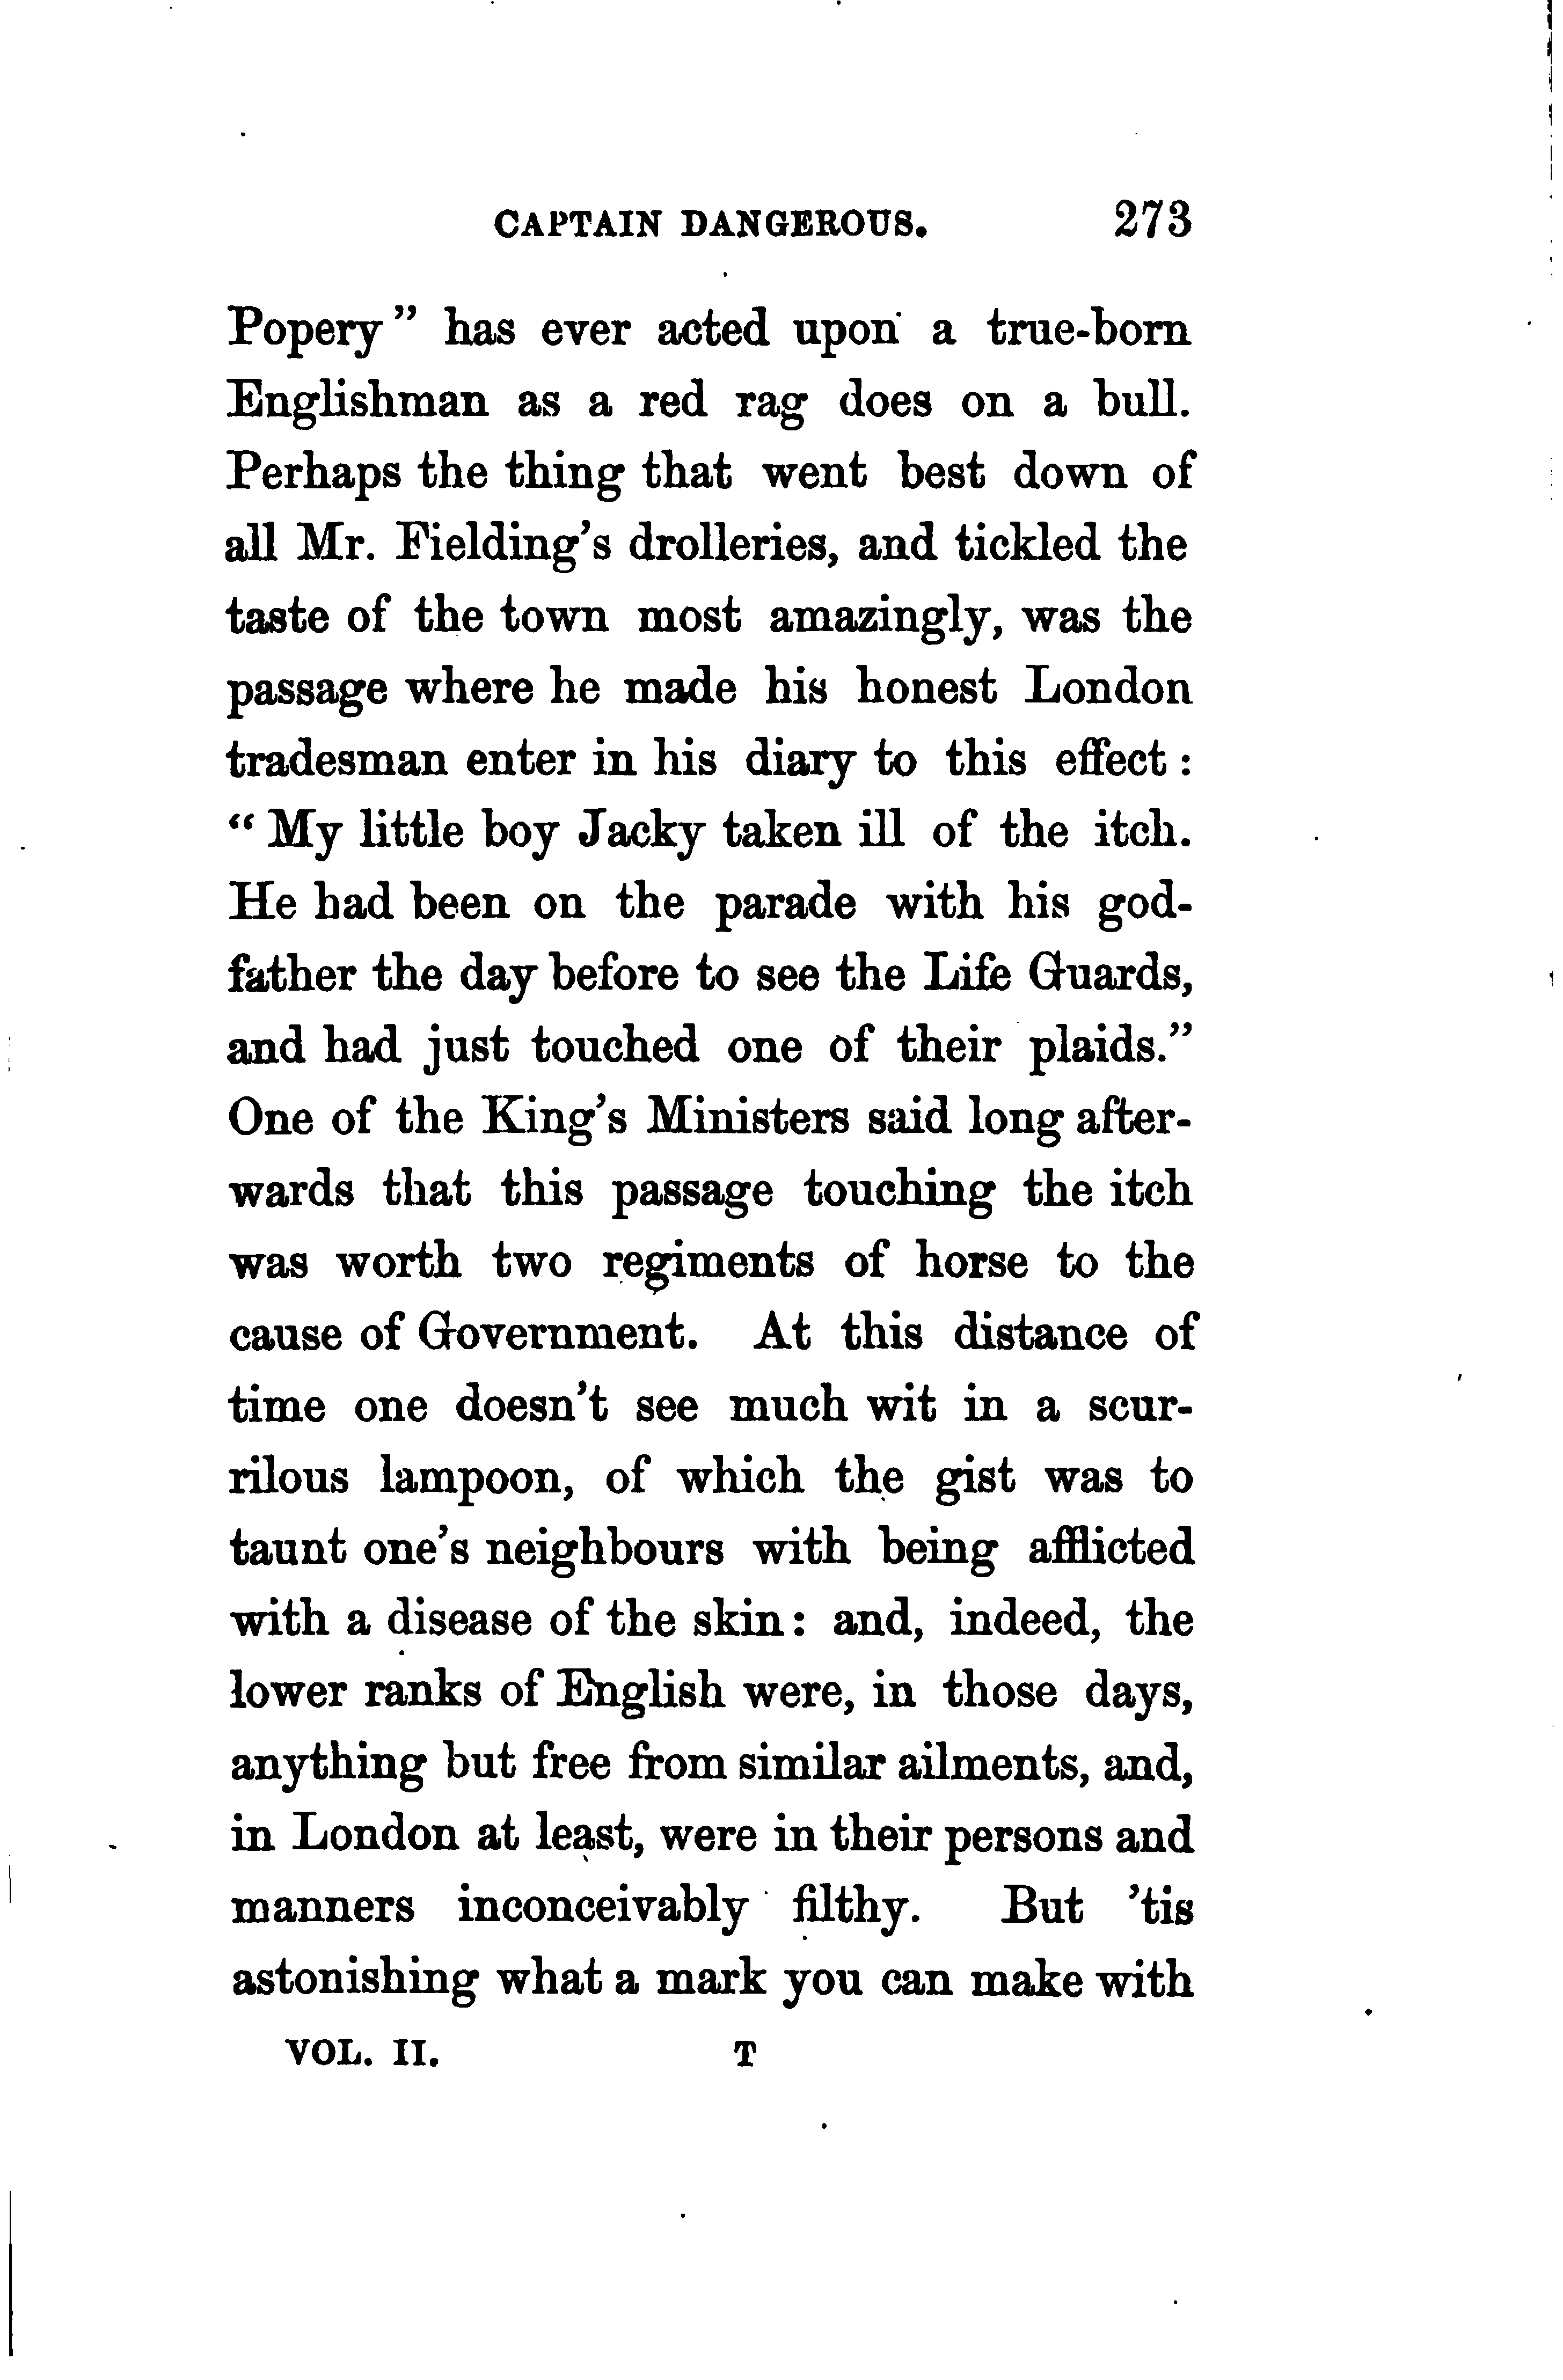 CAPTAIN DANGEROUS. 273
Popery" has ever acted upon a true-born
Englishman as a red rag does on a bull.
Perhaps the thing that went best down of
all Mr. Fielding's drolleries, and tickled the
taste of the town most amazingly, was the
passage where he made his honest London
tradesman enter in his diary to this effect:
"My little boy Jacky taken ill of the itch.
He had been on the parade with his god-
father the day before to see the Life Guards,
and had just touched one of their plaids."
One of the King's Ministers said long after-
wards that this passage touching the itch
was worth two regiments of horse to the
cause of Government. At this distance of
time one doesn't see much wit in a scur-
rilous lampoon, of which the gist was to
taunt one's neighbours with being afflicted
with a disease of the skin: and, indeed, the
lower ranks of English were, in those days,
anything but free from similar ailments, and,
in London at least, were in their persons and
manners inconceivably filthy. But 'tis
astonishing what a mark you can make with
VOL. II. T